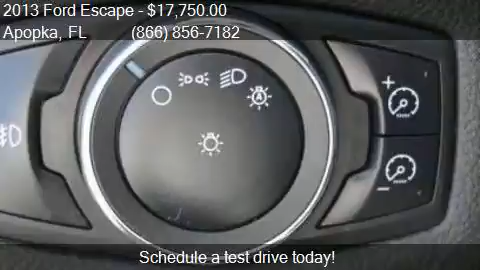 2013 Ford Escape - $17,750.00
Apopka, FL (866) 856-7182
A
Schedule a test drive today!